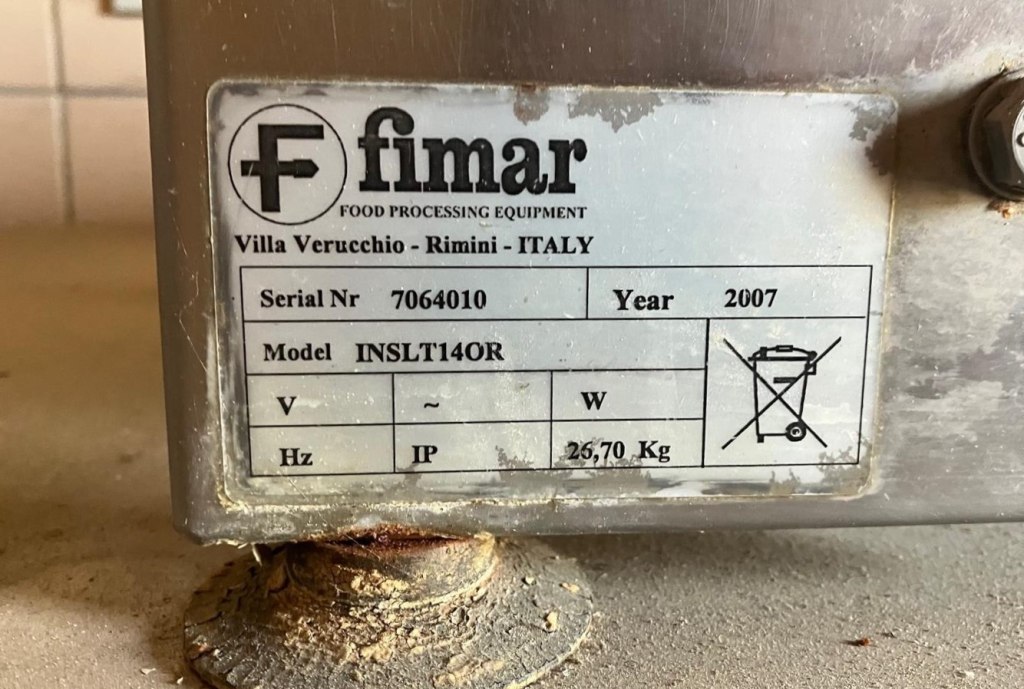 F fimar
FOOD PROCESSING EQUIPMENT
Villa Verucchio - Rimini - ITALY
Serial Nr 7064010 Year 2007
Model INSLT14OR
V ~ W
Hz IP 26,70 Kg